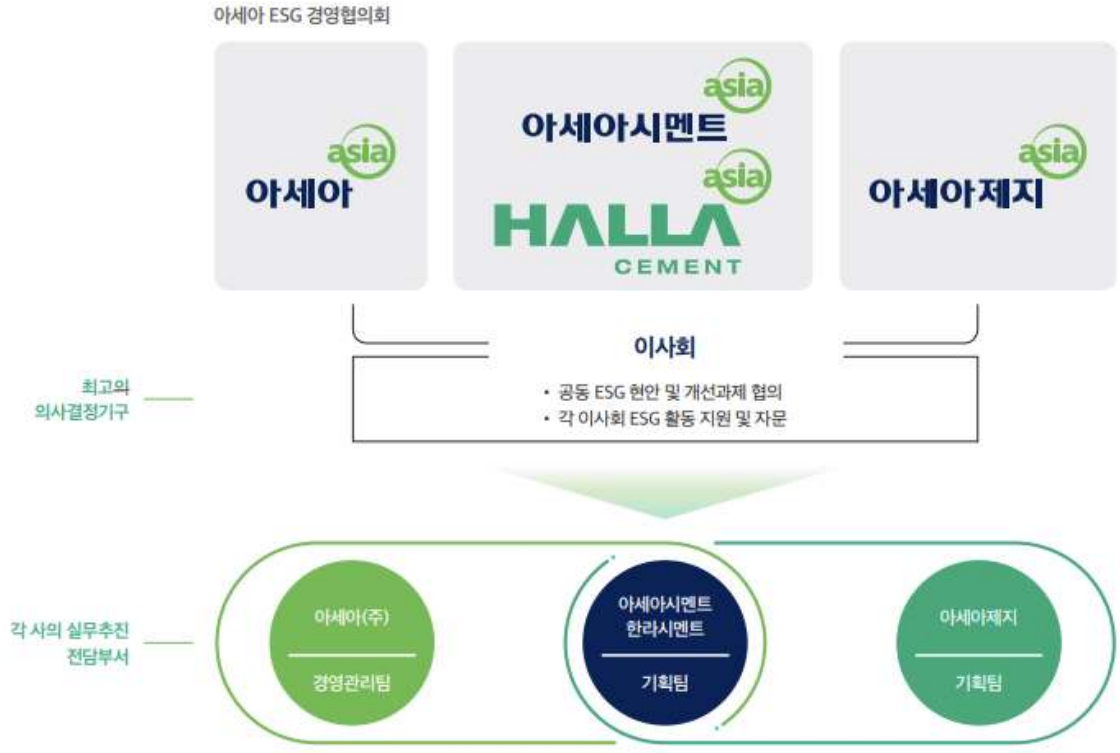 아세아 ESG 경영협의회
asia
아세아
asia
아세아시멘트
asia
HALLA
CEMENT
asia
아세아제지
이사회
최고의
의사결정기구
• 공동 ESG 현안 및 개선과제 협의
• 각 이사회 ESG 활동 지원 및 자문
각 사의 실무추진
전담부서
아세아(주)
경영관리팀
아세아시멘트
한라시멘트
기획팀
아세아제지
기획팀